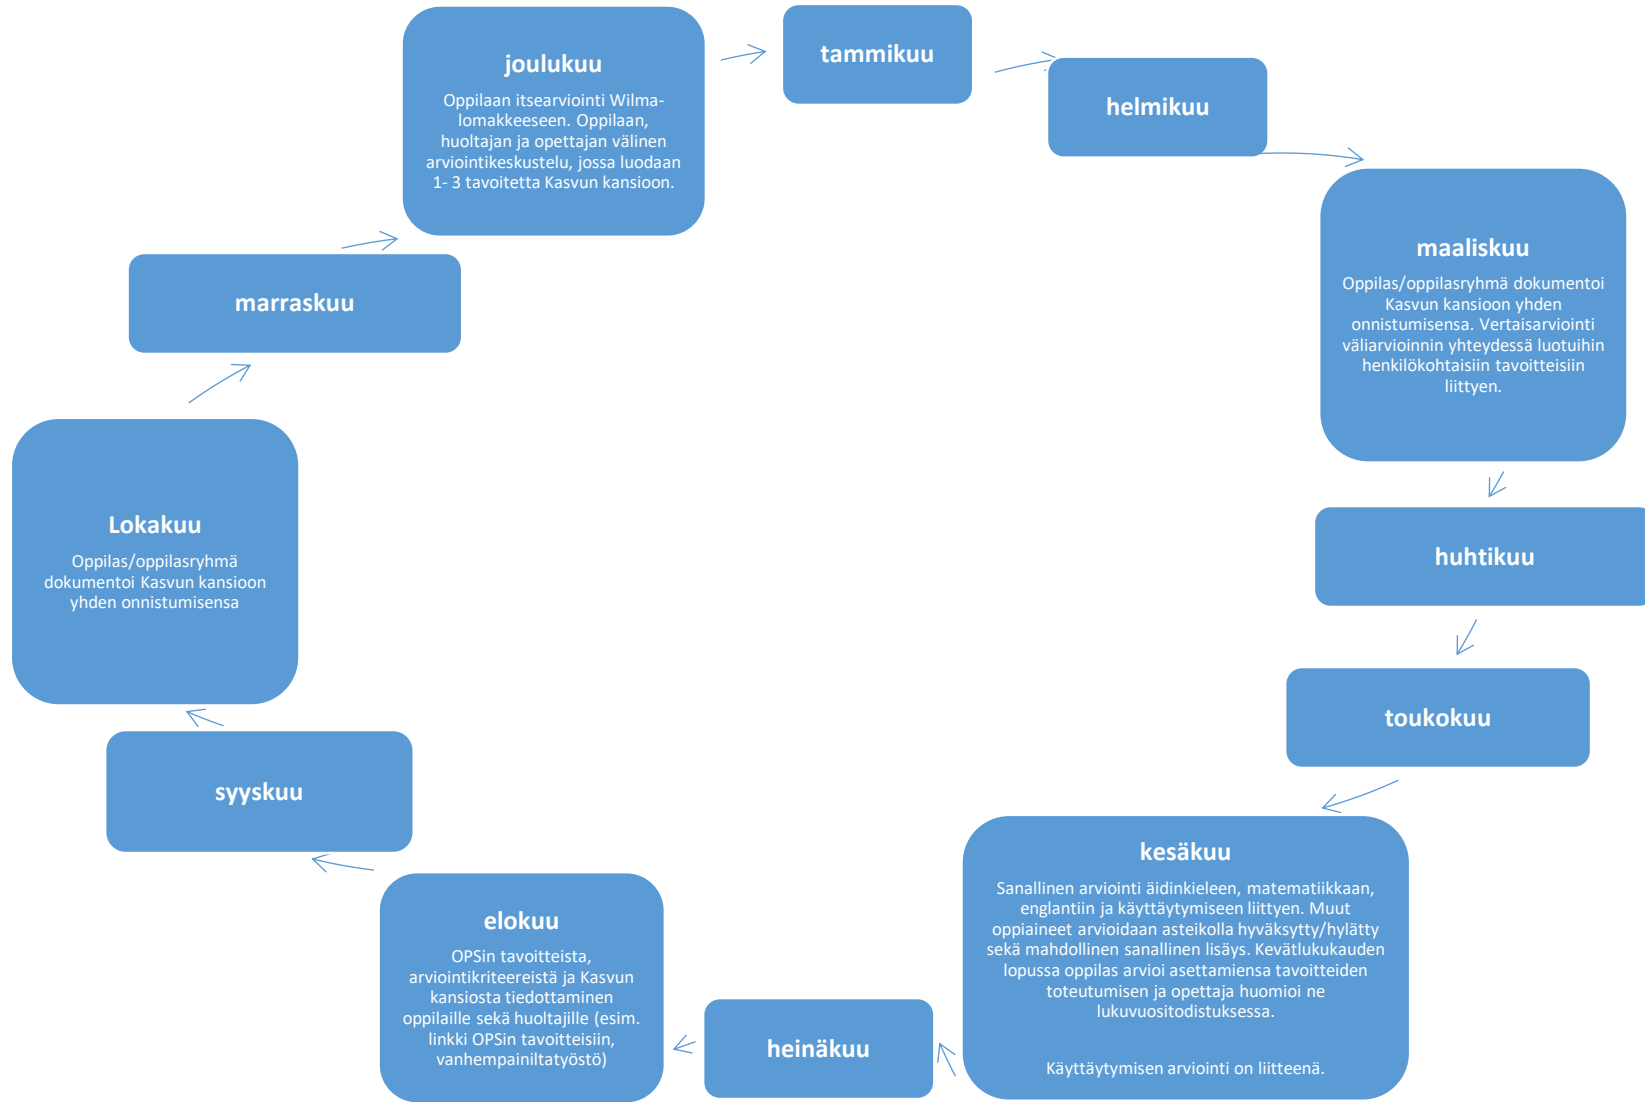 joulukuu
Oppilaan itsearviointi Wilma-
lomakkeeseen. Oppilaan,
huoltajan ja opettajan välinen
arviointikeskustelu, jossa luodaan
1- 3 tavoitetta Kasvun kansioon.
tammikuu
helmikuu
maaliskuu
Oppilas/oppilasryhmä dokumentoi
Kasvun kansioon yhden
onnistumisensa. Vertaisarviointi
väliarvioinnin yhteydessä luotuihin
henkilökohtaisiin tavoitteisiin
liittyen.
huhtikuu
toukokuu
kesäkuu
Sanallinen arviointi äidinkieleen, matematiikkaan,
englantiin ja käyttäytymiseen liittyen. Muut
oppiaineet arvioidaan asteikolla hyväksytty/hylätty
sekä mahdollinen sanallinen lisäys. Kevätlukukauden
lopussa oppilas arvioi asettamiensa tavoitteiden
toteutumisen ja opettaja huomioi ne
lukuvuositodistuksessa.
Käyttäytymisen arviointi on liitteenä.
heinäkuu
elokuu
OPSin tavoitteista,
arviointikriteereistä ja Kasvun
kansiosta tiedottaminen
oppilaille sekä huoltajille (esim.
linkki OPSin tavoitteisiin,
vanhempainiltatyöstö)
syyskuu
Lokakuu
Oppilas/oppilasryhmä
dokumentoi Kasvun kansioon
yhden onnistumisensa
marraskuu